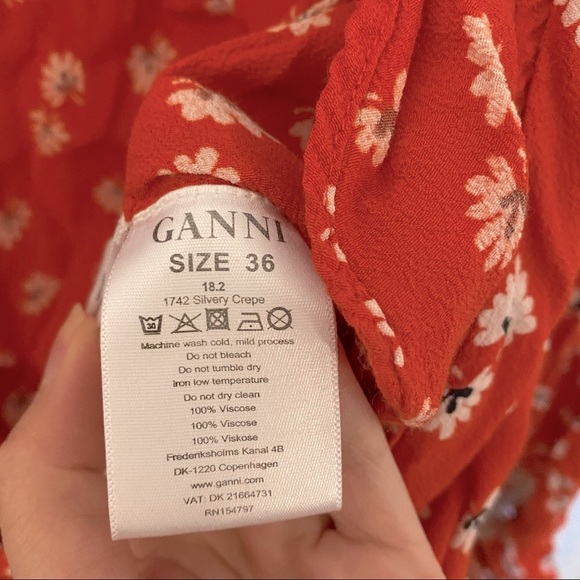 GANNI
SIZE 36
18.2
1742 Silvery Crepe
30
Machine wash cold, mild process
Do not bleach
Do not tumble dry
Iron low temperature
Do not dry clean
100% Viscose
100% Viscose
100% Viskose
Frederiksholms Kanal 4B
DK-1220 Copenhagen
www.ganni.com
VAT: DK 21664731
RN154797